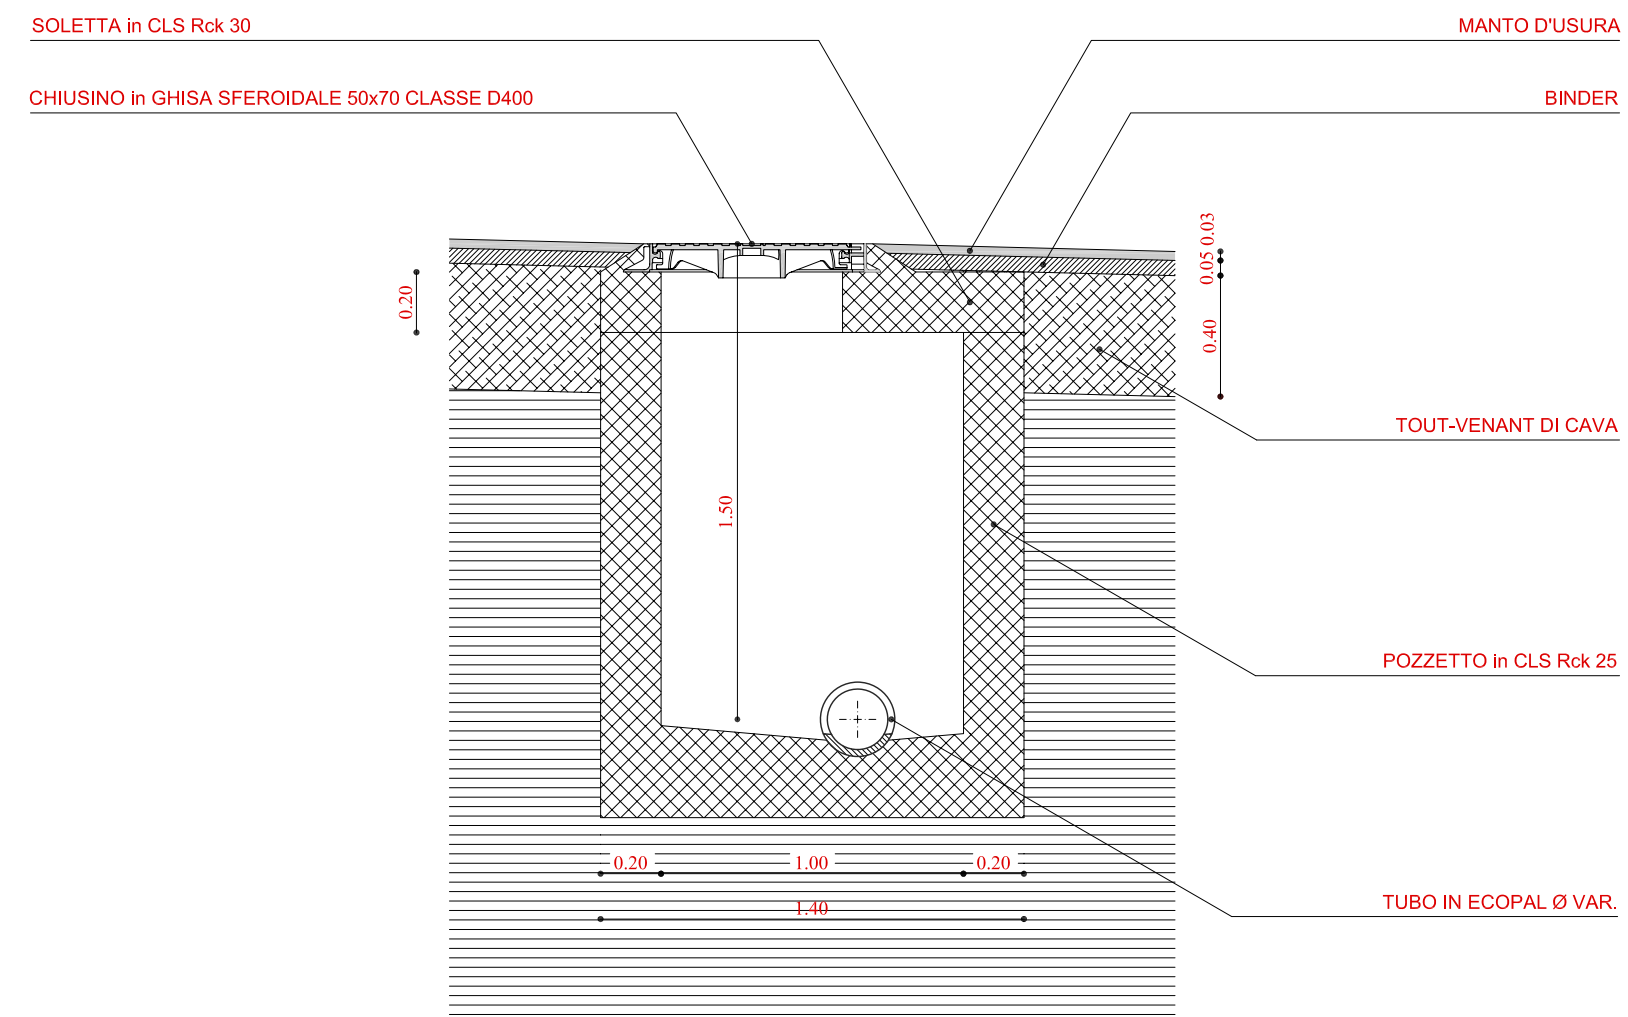 SOLETTA in CLS Rck 30
MANTO D'USURA
CHIUSINO in GHISA SFEROIDALE 50x70 CLASSE D400
BINDER
0.03
0.05
0.20
0.40
TOUT-VENANT DI CAVA
1.50
POZZETTO in CLS Rck 25
0.20 1.00 0.20
TUBO IN ECOPAL Ø VAR.
1.40